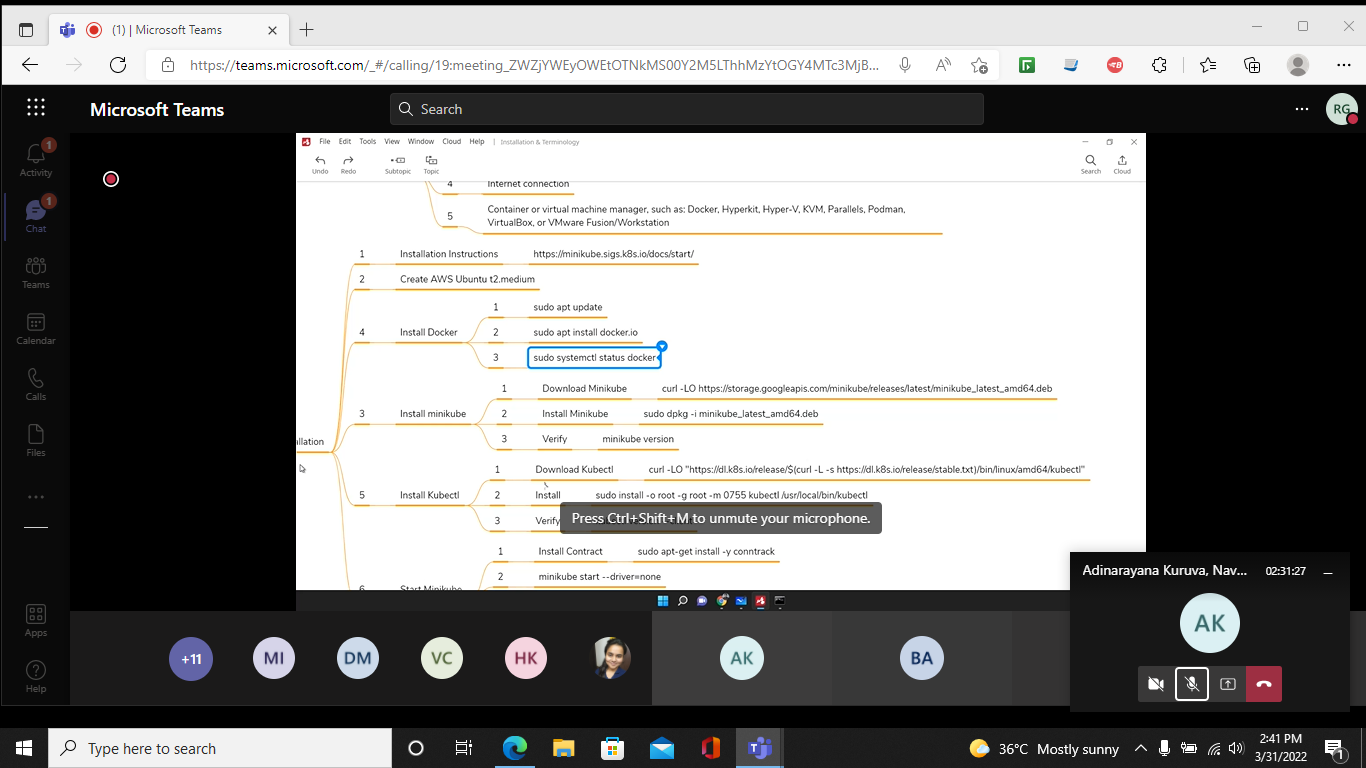 (1) | Microsoft Teams
https://teams.microsoft.com/_#/calling/19:meeting_ZWZjYWEyOWEtOTNkMS00Y2M5LThhMzYtOGY4MTc3MjB...
Microsoft Teams
Search
RG
1
Activity
1
Chat
Teams
Calendar
Calls
Files
Apps
Help
File Edit Tools View Window Cloud Help | Installation & Terminology
Undo Redo Subtopic Topic Search Cloud
4 Internet connection
5 Container or virtual machine manager, such as: Docker, Hyperkit, Hyper-V, KVM, Parallels, Podman,
VirtualBox, or VMware Fusion/Workstation
1 Installation Instructions https://minikube.sigs.k8s.io/docs/start/
2 Create AWS Ubuntu t2.medium
1 sudo apt update
4 Install Docker 2 sudo apt install docker.io
3 sudo systemctl status docker
1 Download Minikube curl -LO https://storage.googleapis.com/minikube/releases/latest/minikube_latest_amd64.deb
3 Install minikube 2 Install Minikube sudo dpkg -i minikube_latest_amd64.deb
3 Verify minikube version
allation
1 Download Kubectl curl -LO "https://dl.k8s.io/release/$(curl -L -s https://dl.k8s.io/release/stable.txt)/bin/linux/amd64/kubectl"
5 Install Kubectl 2 Install sudo install -o root -g root -m 0755 kubectl /usr/local/bin/kubectl
3 Verify
Press Ctrl+Shift+M to unmute your microphone.
1 Install Contract sudo apt-get install -y conntrack
2 minikube start --driver=none
6 Start Minikube
Adinarayana Kuruva, Nav... 02:31:27
AK
+11 MI DM VC HK AK BA
Type here to search
36°C Mostly sunny
2:41 PM
3/31/2022
1